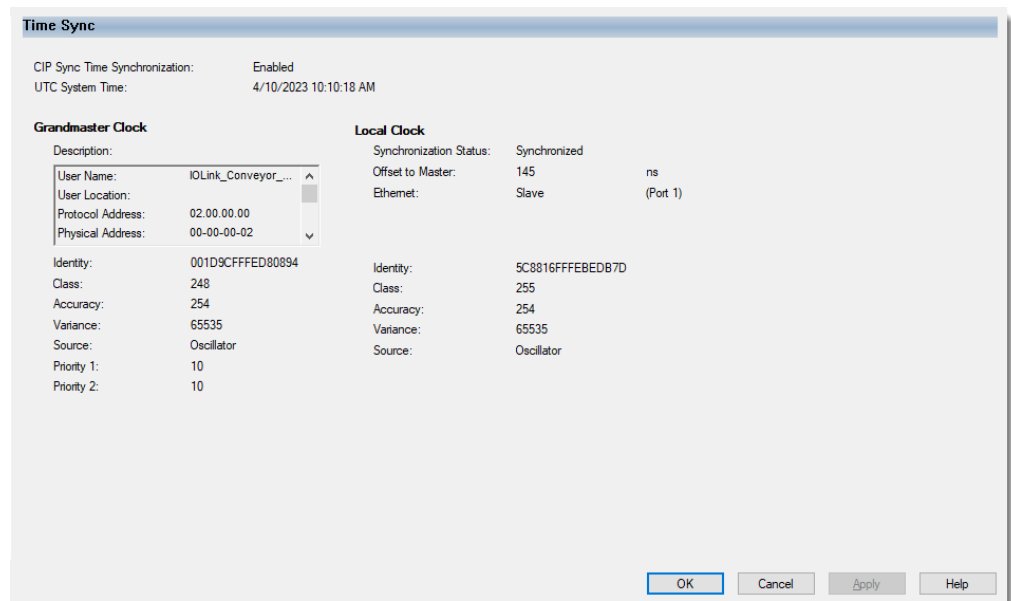 Time Sync
CIP Sync Time Synchronization: Enabled
UTC System Time: 4/10/2023 10:10:18 AM
Grandmaster Clock
Description:
User Name: IOLink_Conveyor_...
User Location:
Protocol Address: 02.00.00.00
Physical Address: 00-00-00-02
Identity: 001D9CFFFED80894
Class: 248
Accuracy: 254
Variance: 65535
Source: Oscillator
Priority 1: 10
Priority 2: 10
Local Clock
Synchronization Status: Synchronized
Offset to Master: 145 ns
Ethernet: Slave (Port 1)
Identity: 5C8816FFFEBEDB7D
Class: 255
Accuracy: 254
Variance: 65535
Source: Oscillator
OK Cancel Apply Help